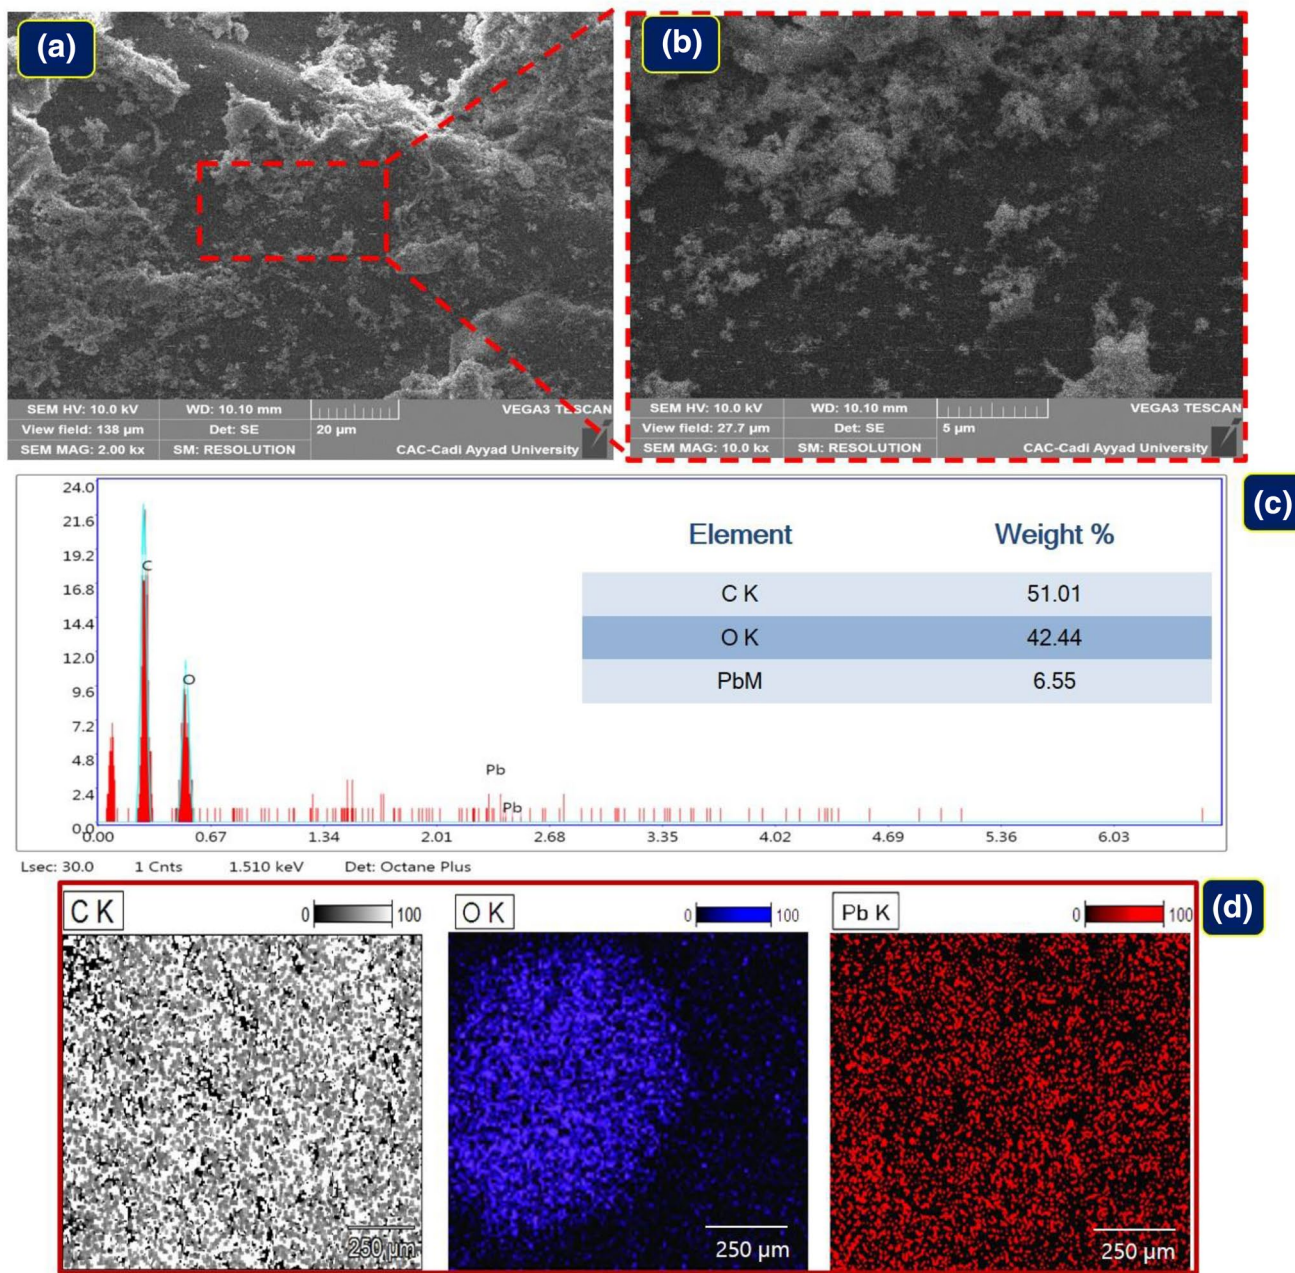 (a)
SEM HV: 10.0 kV WD: 10.10 mm VEGA3 TESCAN
View field: 138 µm Det: SE 20 µm
SEM MAG: 2.00 kx SM: RESOLUTION CAC-Cadi Ayyad University
(b)
SEM HV: 10.0 kV WD: 10.10 mm VEGA3 TESCAN
View field: 27.7 µm Det: SE 5 µm
SEM MAG: 10.0 kx SM: RESOLUTION CAC-Cadi Ayyad University
(c)
24.0
21.6
19.2
16.8
14.4
12.0
9.6
7.2
4.8
2.4
0.0
C
O
Pb
Pb
Element Weight %
C K 51.01
O K 42.44
PbM 6.55
0.00 0.67 1.34 2.01 2.68 3.35 4.02 4.69 5.36 6.03
Lsec: 30.0 1 Cnts 1.510 keV Det: Octane Plus
(d)
C K 0 100
250 µm
O K 0 100
250 µm
Pb K 0 100
250 µm